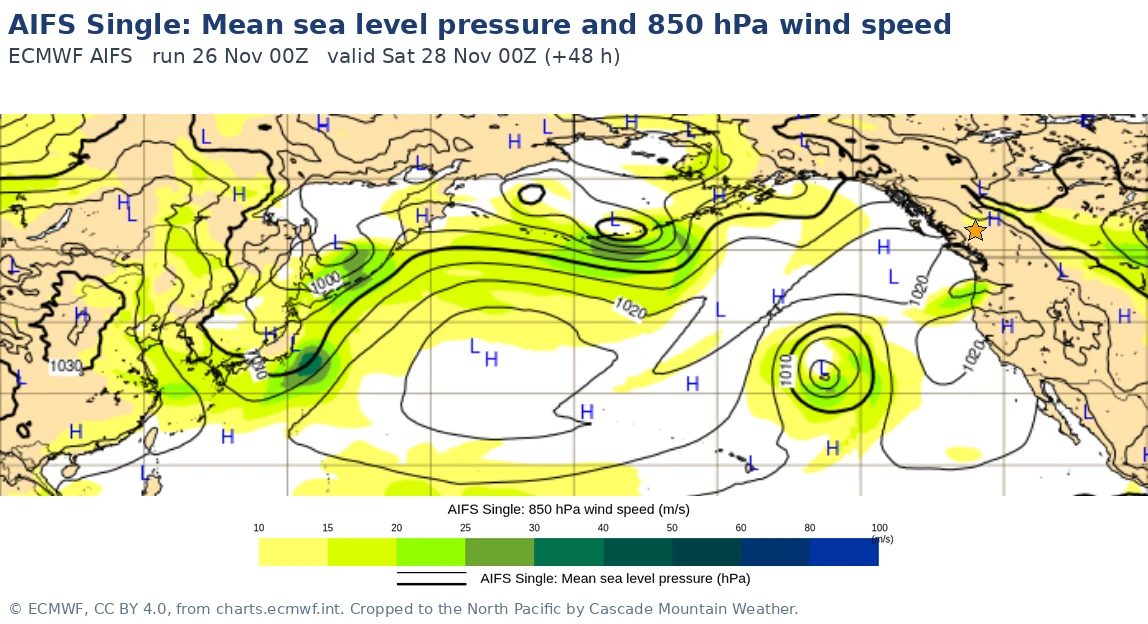 AIFS Single: Mean sea level pressure and 850 hPa wind speed
ECMWF AIFS run 26 Nov 00Z valid Sat 28 Nov 00Z (+48 h)
H L H L H L L L
L
H H L H H L H
L L H
L H L
1000 1020 1020
H L H H H
1030 1010 1010 1020
L H L L
H H L
H H H L H
L L
AIFS Single: 850 hPa wind speed (m/s)
10 15 20 25 30 40 50 60 80 100
(m/s)
AIFS Single: Mean sea level pressure (hPa)
© ECMWF, CC BY 4.0, from charts.ecmwf.int. Cropped to the North Pacific by Cascade Mountain Weather.